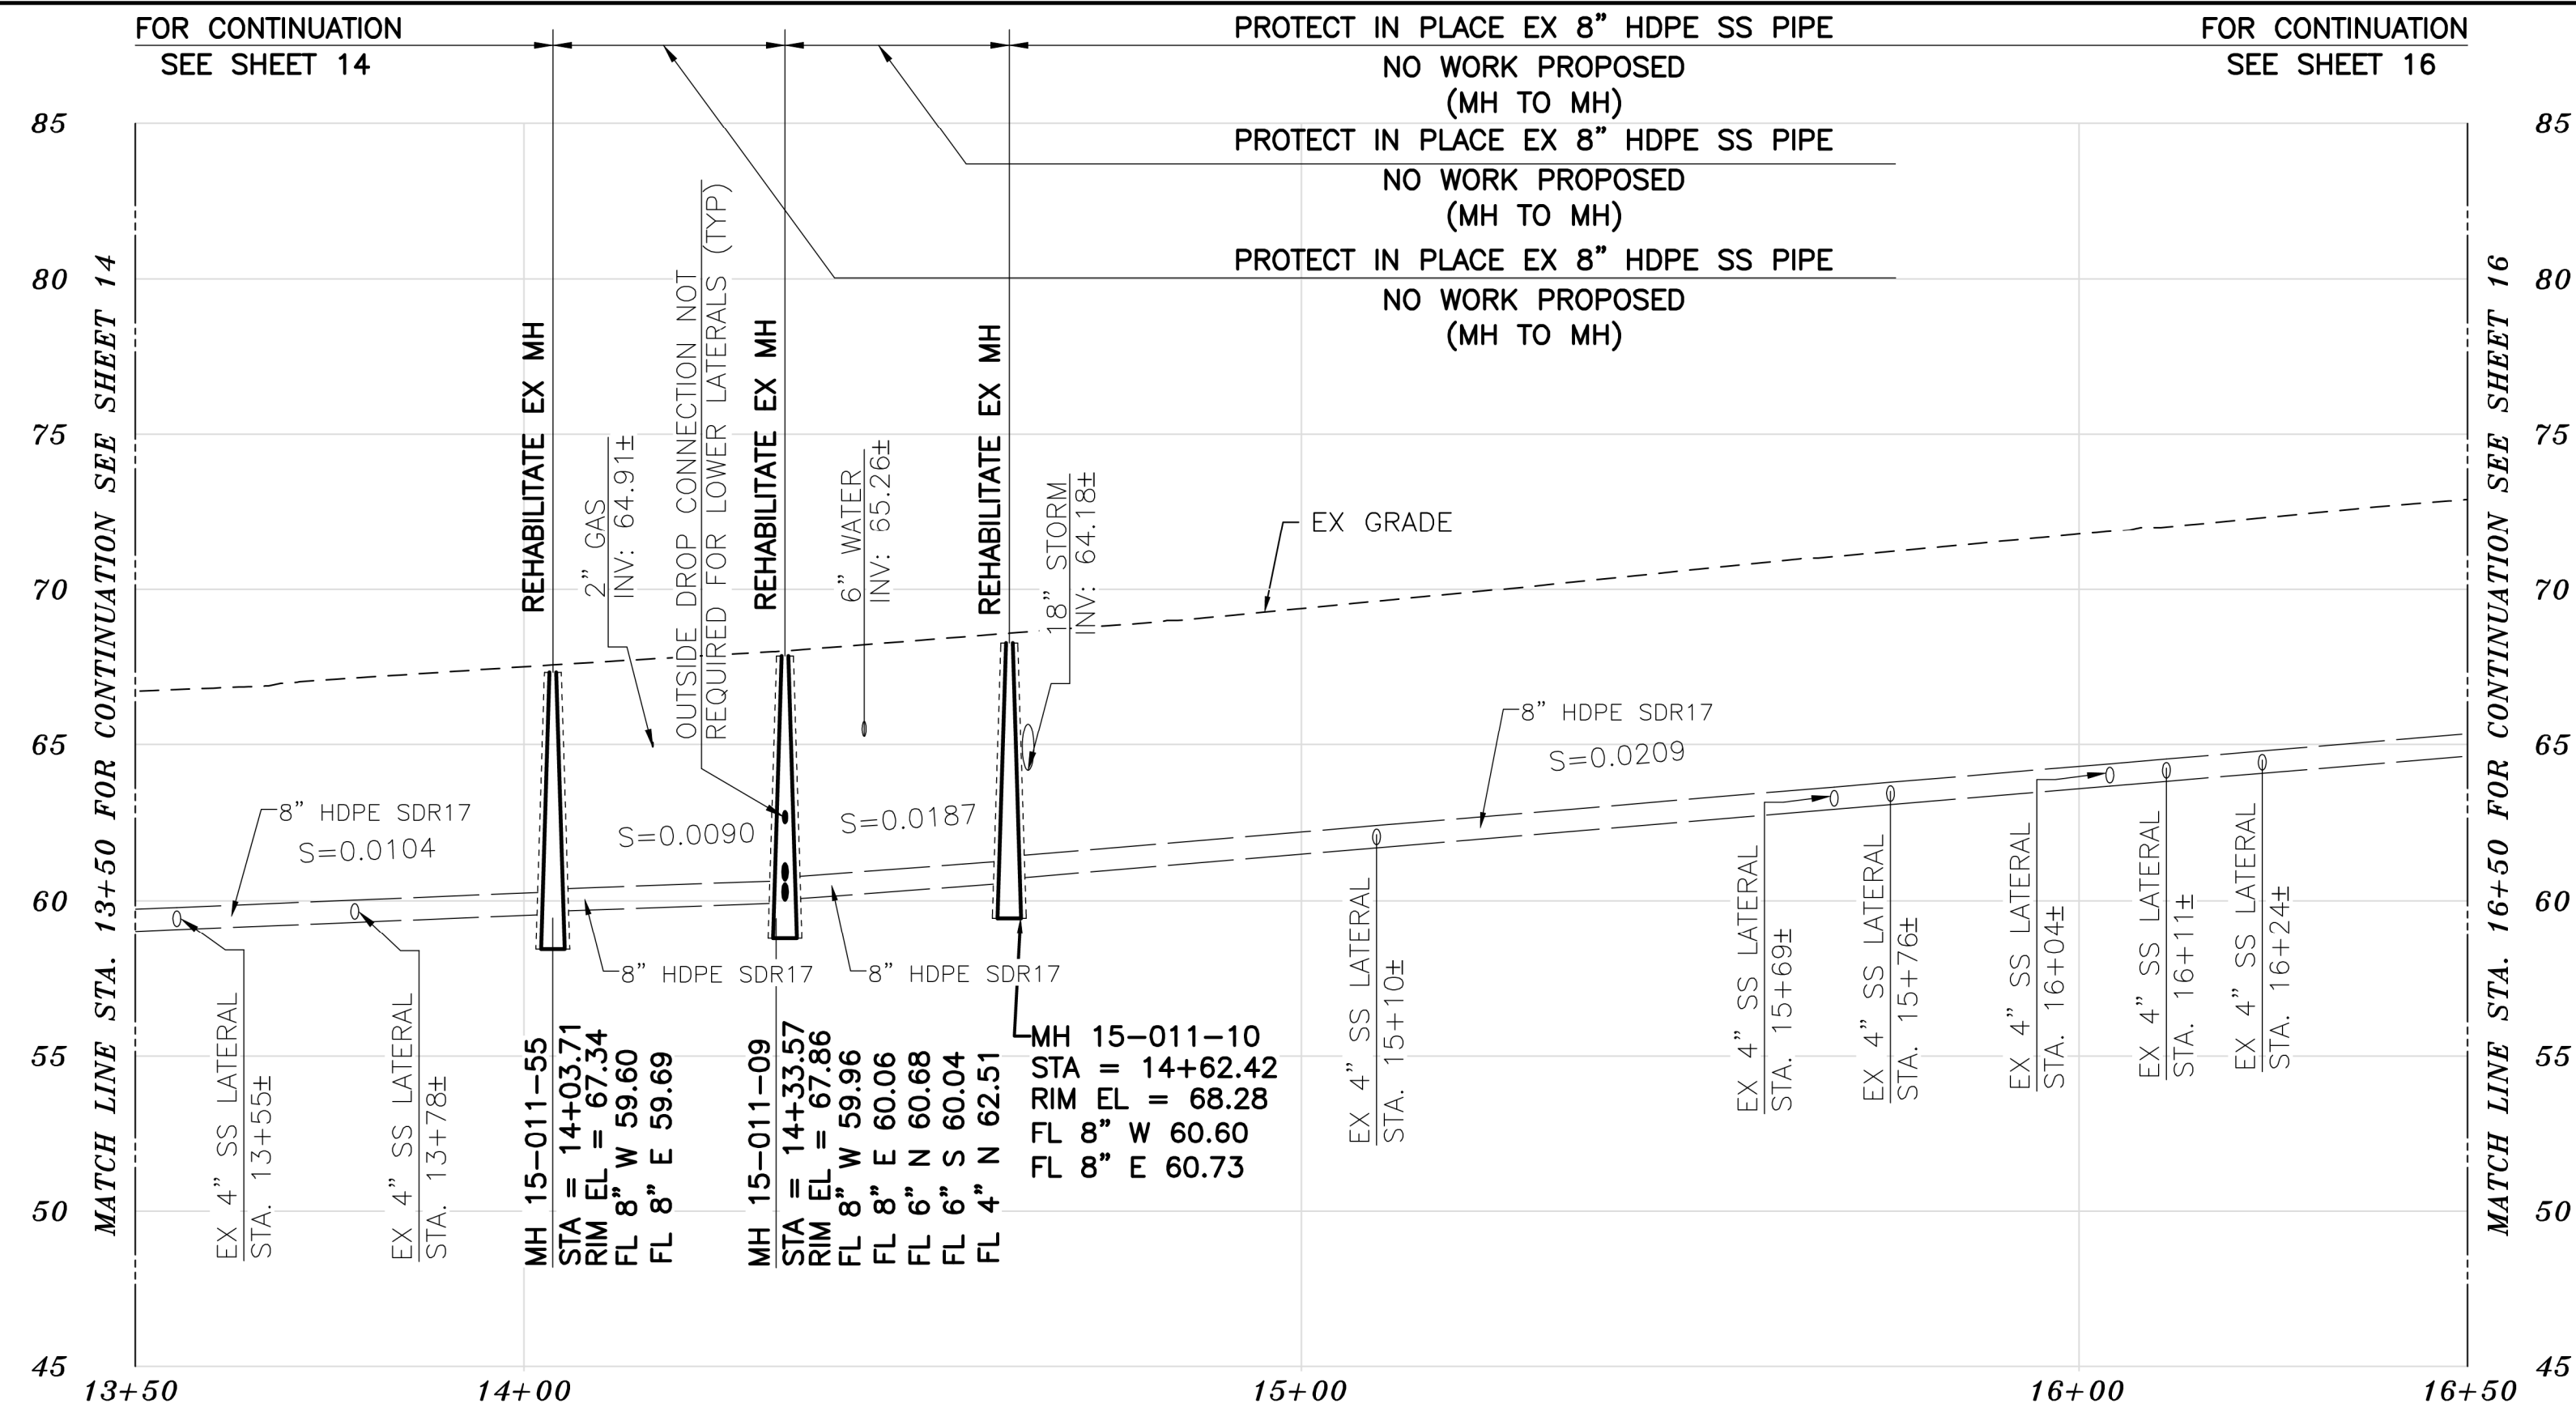 FOR CONTINUATION
SEE SHEET 14
PROTECT IN PLACE EX 8" HDPE SS PIPE
NO WORK PROPOSED
(MH TO MH)
FOR CONTINUATION
SEE SHEET 16
PROTECT IN PLACE EX 8" HDPE SS PIPE
NO WORK PROPOSED
(MH TO MH)
PROTECT IN PLACE EX 8" HDPE SS PIPE
NO WORK PROPOSED
(MH TO MH)
85
80
75
70
65
60
55
50
45
MATCH LINE STA. 13+50 FOR CONTINUATION SEE SHEET 14
REHABILITATE EX MH
2" GAS
INV: 64.91±
OUTSIDE DROP CONNECTION NOT
REQUIRED FOR LOWER LATERALS (TYP)
REHABILITATE EX MH
6" WATER
INV: 65.26±
REHABILITATE EX MH
18" STORM
INV: 64.18±
EX GRADE
8" HDPE SDR17
S=0.0104
S=0.0090
S=0.0187
8" HDPE SDR17
S=0.0209
8" HDPE SDR17
8" HDPE SDR17
EX 4" SS LATERAL
STA. 13+55±
EX 4" SS LATERAL
STA. 13+78±
MH 15-011-55
STA = 14+03.71
RIM EL = 67.34
FL 8" W 59.60
FL 8" E 59.69
MH 15-011-09
STA = 14+33.57
RIM EL = 67.86
FL 8" W 59.96
FL 8" E 60.06
FL 6" N 60.68
FL 6" S 60.04
FL 4" N 62.51
MH 15-011-10
STA = 14+62.42
RIM EL = 68.28
FL 8" W 60.60
FL 8" E 60.73
EX 4" SS LATERAL
STA. 15+10±
EX 4" SS LATERAL
STA. 15+69±
EX 4" SS LATERAL
STA. 15+76±
EX 4" SS LATERAL
STA. 16+04±
EX 4" SS LATERAL
STA. 16+11±
EX 4" SS LATERAL
STA. 16+24±
MATCH LINE STA. 16+50 FOR CONTINUATION SEE SHEET 16
85
80
75
70
65
60
55
50
45
13+50
14+00
15+00
16+00
16+50